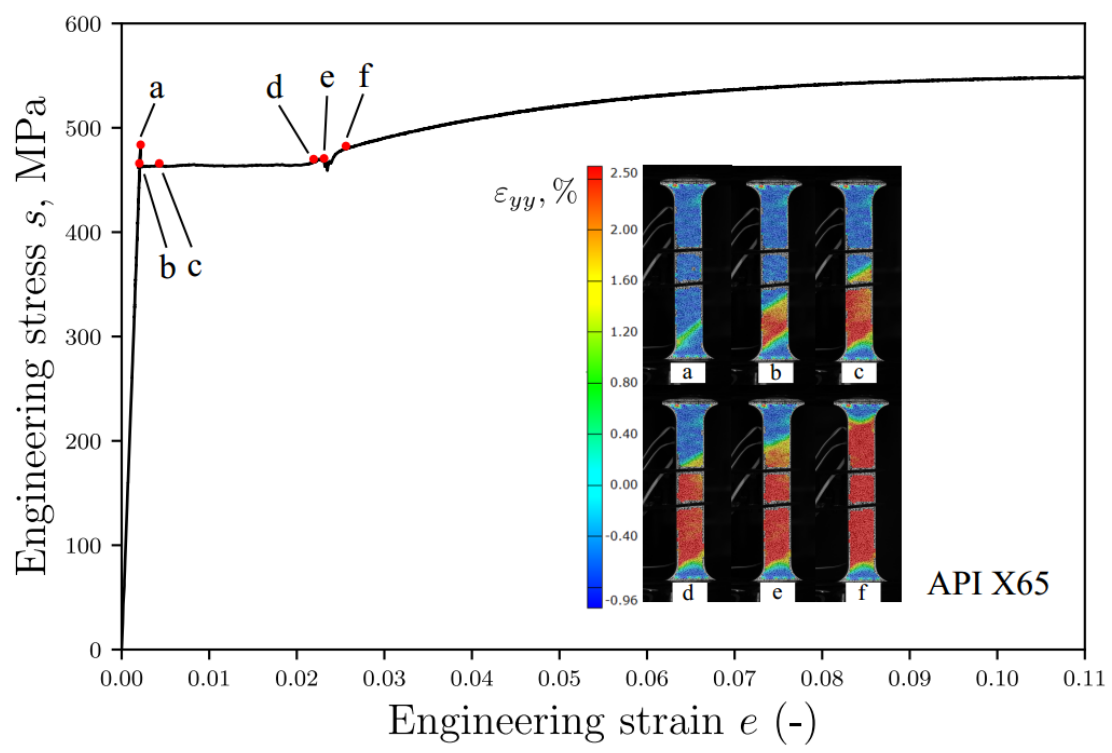 600
500
400
300
200
100
0
Engineering stress s, MPa
a
b
c
d
e
f
εyy, %
2.50
2.00
1.60
1.20
0.80
0.40
0.00
-0.40
-0.96
a
b
c
d
e
f
API X65
0.00
0.01
0.02
0.03
0.04
0.05
0.06
0.07
0.08
0.09
0.10
0.11
Engineering strain e (-)